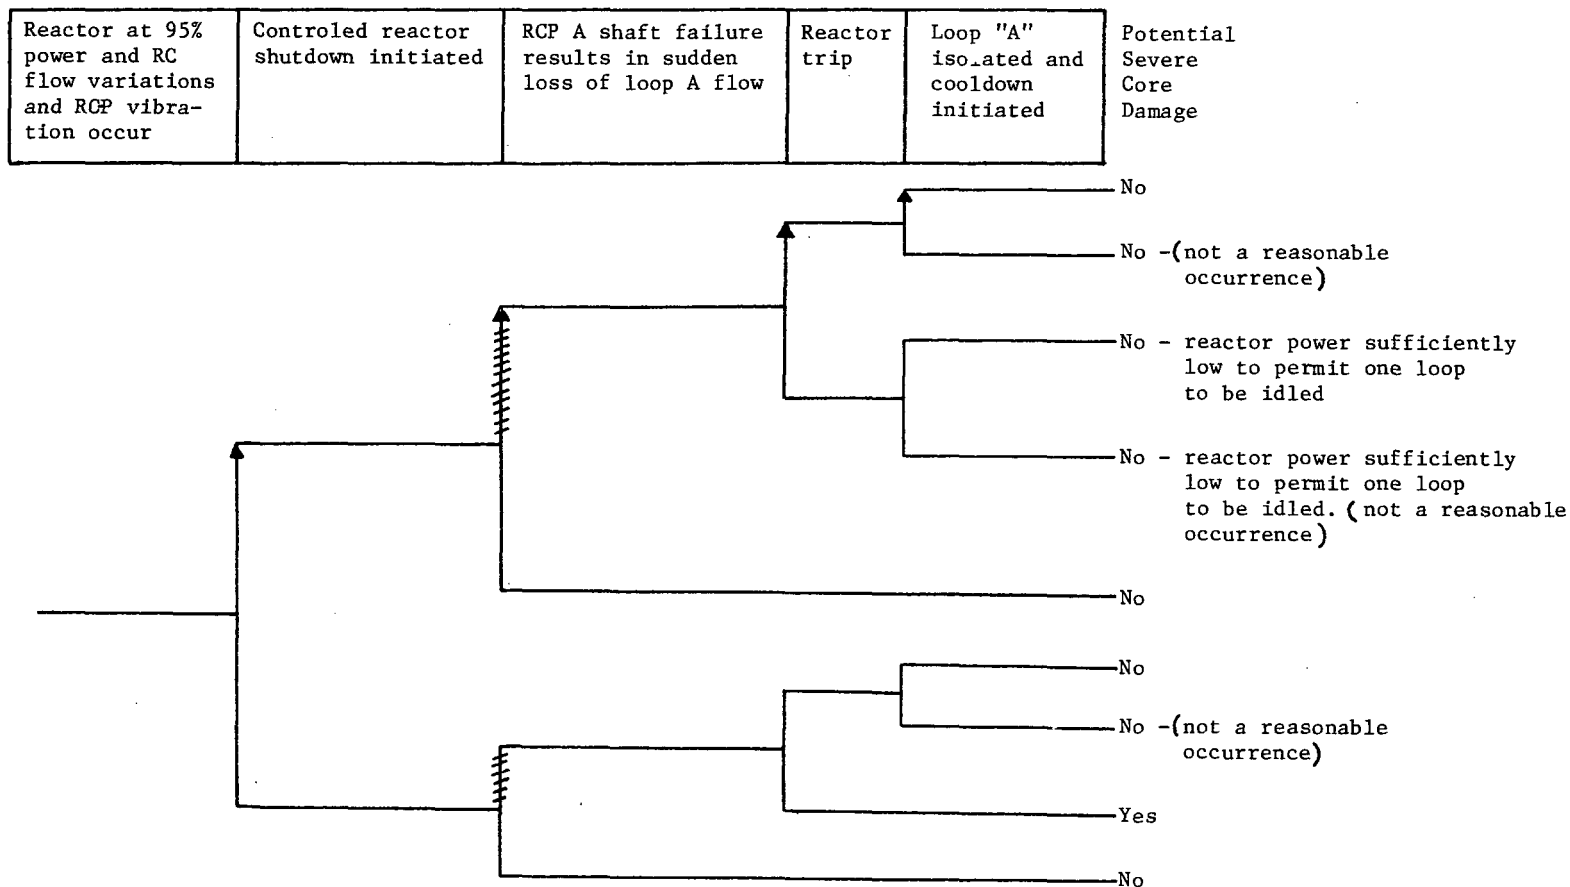 Reactor at 95%
power and RC
flow variations
and RCP vibra-
tion occur
Controled reactor
shutdown initiated
RCP A shaft failure
results in sudden
loss of loop A flow
Reactor
trip
Loop "A"
isolated and
cooldown
initiated
Potential
Severe
Core
Damage
No
No -(not a reasonable
occurrence)
No - reactor power sufficiently
low to permit one loop
to be idled
No - reactor power sufficiently
low to permit one loop
to be idled. (not a reasonable
occurrence)
No
No
No -(not a reasonable
occurrence)
Yes
No